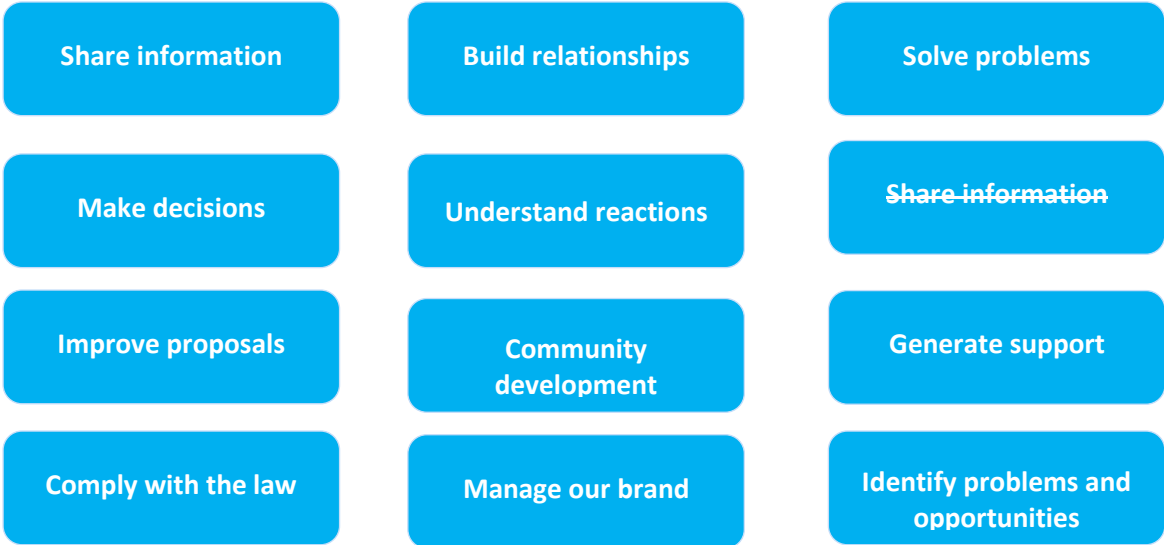 Share information
Build relationships
Solve problems
Make decisions
Understand reactions
Share information
Improve proposals
Community
development
Generate support
Comply with the law
Manage our brand
Identify problems and
opportunities